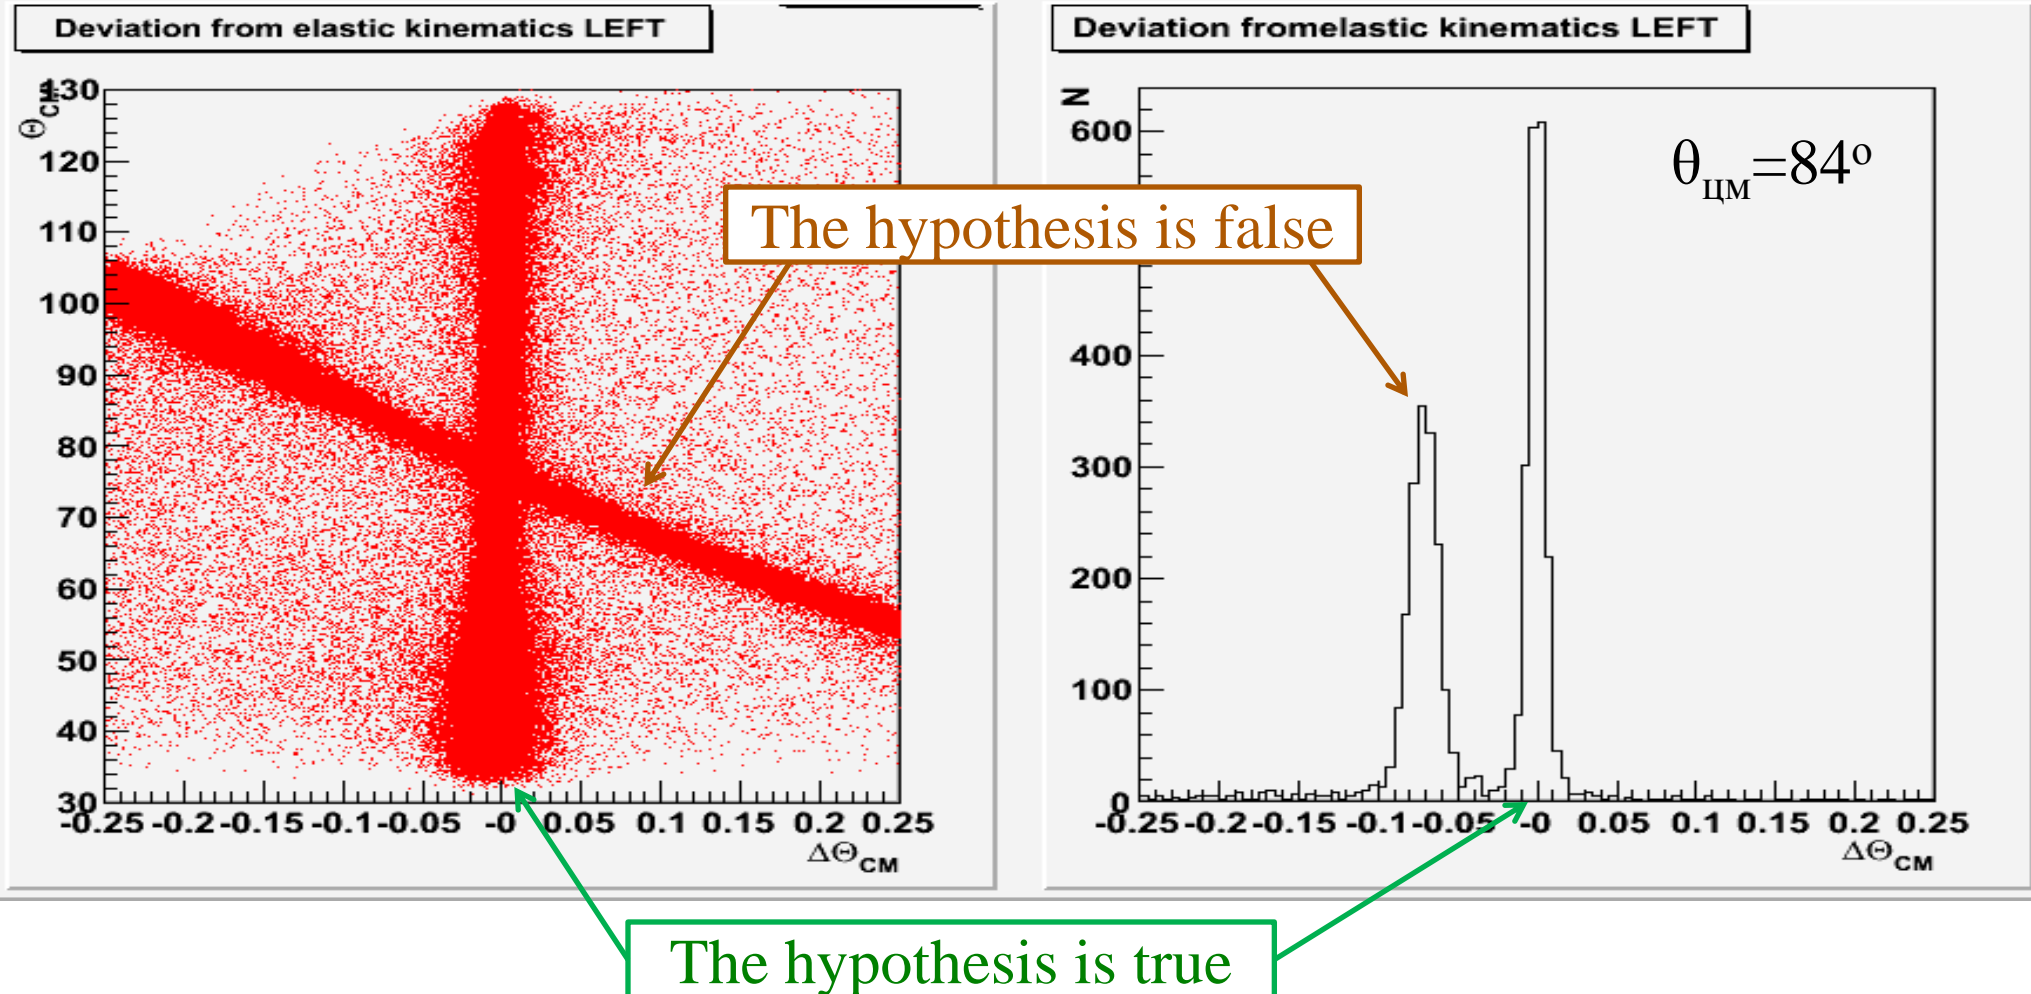 Deviation from elastic kinematics LEFT
Θ_CM
130
120
110
100
90
80
70
60
50
40
30
-0.25 -0.2 -0.15 -0.1 -0.05 -0 0.05 0.1 0.15 0.2 0.25
ΔΘ_CM
Deviation fromelastic kinematics LEFT
N
600
400
300
200
100
0
θ_цм=84º
-0.25 -0.2 -0.15 -0.1 -0.05 -0 0.05 0.1 0.15 0.2 0.25
ΔΘ_CM
The hypothesis is false
The hypothesis is true